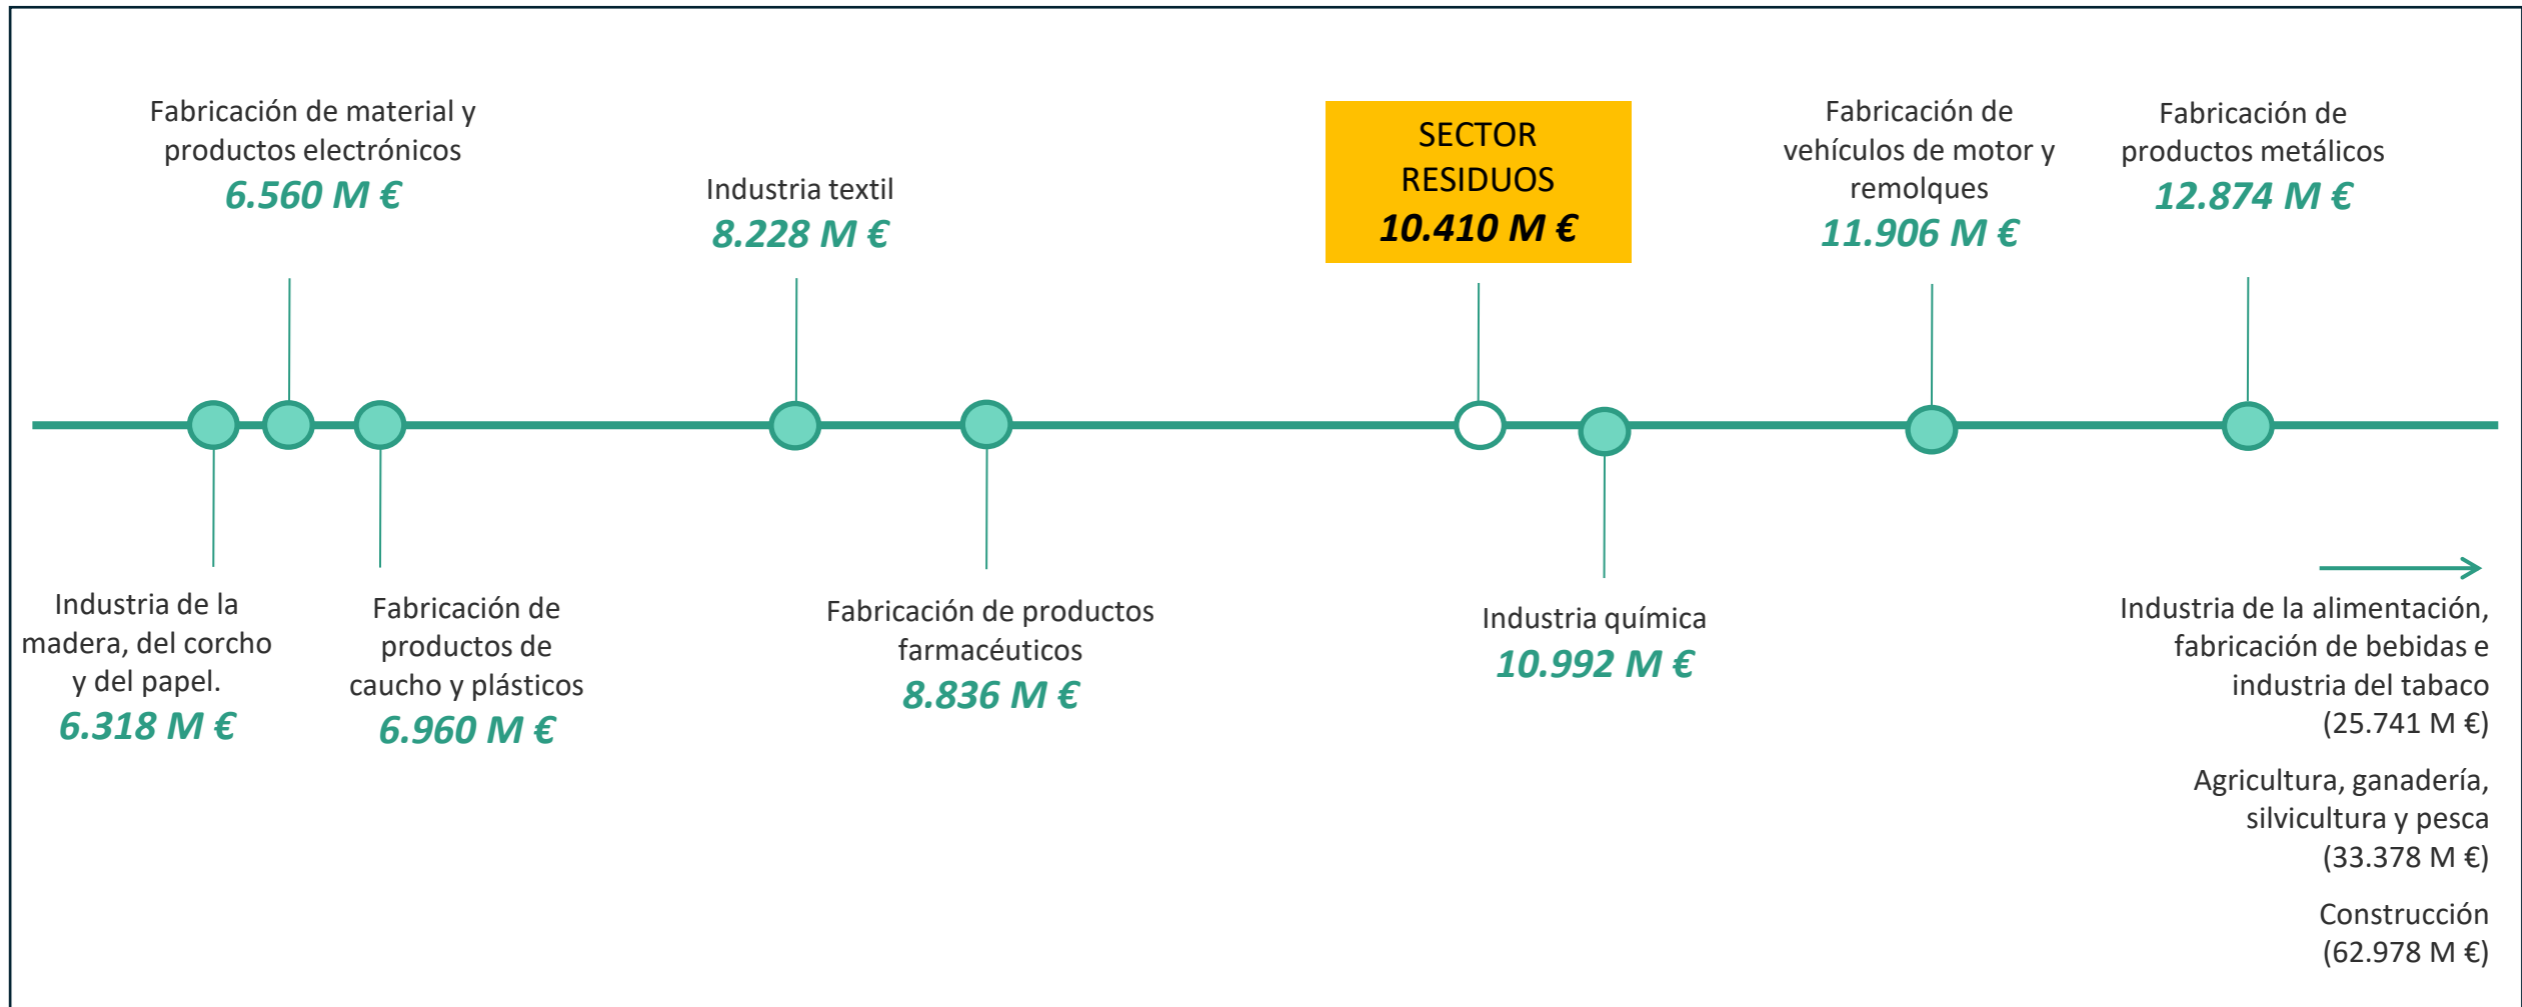 Fabricación de material y
productos electrónicos
6.560 M €
Industria textil
8.228 M €
SECTOR
RESIDUOS
10.410 M €
Fabricación de
vehículos de motor y
remolques
11.906 M €
Fabricación de
productos metálicos
12.874 M €
Industria de la
madera, del corcho
y del papel.
6.318 M €
Fabricación de
productos de
caucho y plásticos
6.960 M €
Fabricación de productos
farmacéuticos
8.836 M €
Industria química
10.992 M €
Industria de la alimentación,
fabricación de bebidas e
industria del tabaco
(25.741 M €)
Agricultura, ganadería,
silvicultura y pesca
(33.378 M €)
Construcción
(62.978 M €)